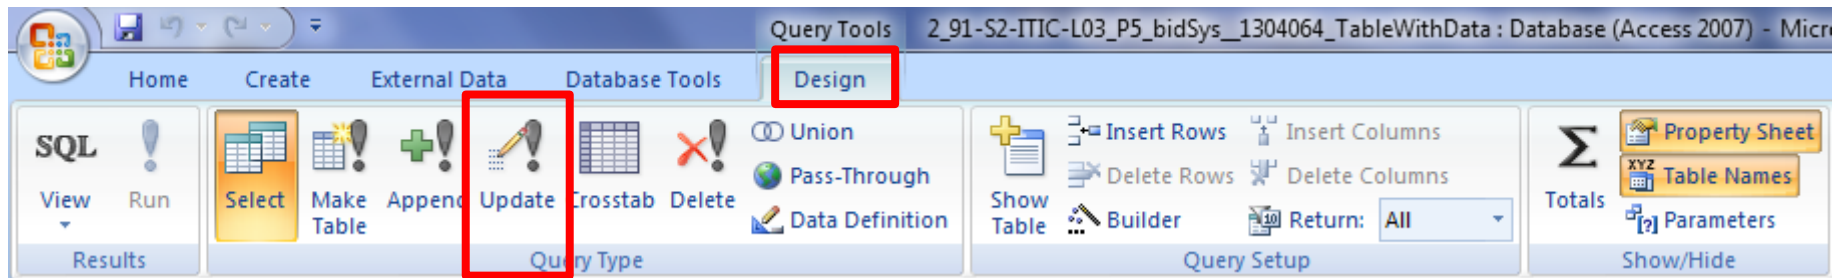 Query Tools 2_91-S2-ITIC-L03_P5_bidSys__1304064_TableWithData : Database (Access 2007) - Micr
Home Create External Data Database Tools Design
SQL
View
Run
Select
Make
Table
Append
Update
Crosstab
Delete
Union
Pass-Through
Data Definition
Show
Table
Insert Rows
Delete Rows
Builder
Insert Columns
Delete Columns
Return: All
Σ
Totals
Property Sheet
XYZ
Table Names
[?] Parameters
Results Query Type Query Setup Show/Hide